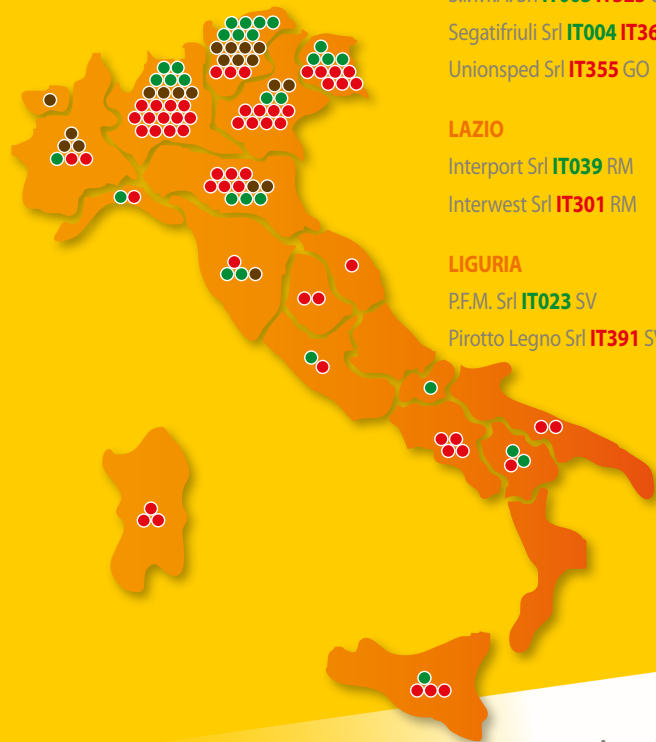 Segatifriuli Srl IT004
Unionsped Srl IT355 GO
LAZIO
Interport Srl IT039 RM
Interwest Srl IT301 RM
LIGURIA
P.F.M. Srl IT023 SV
Pirotto Legno Srl IT391